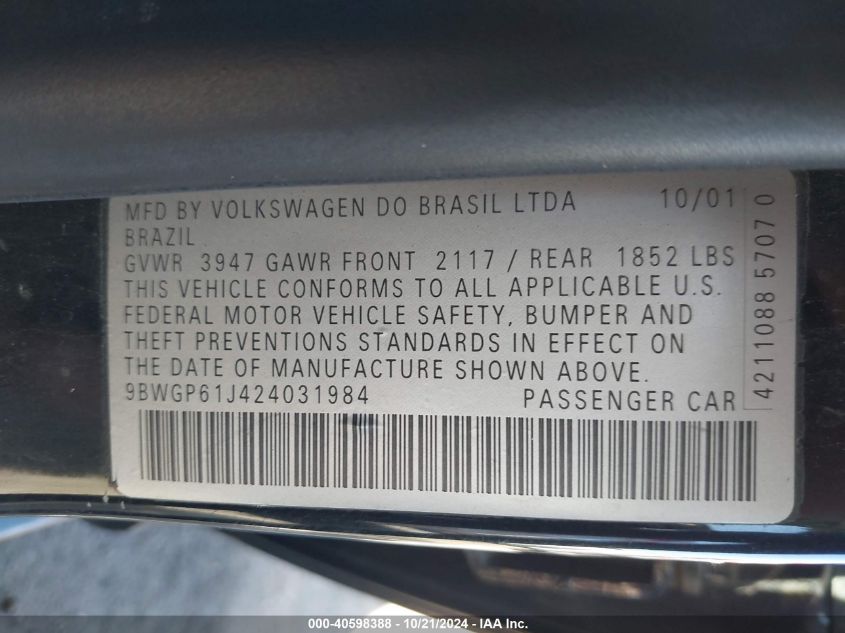 MFD BY VOLKSWAGEN DO BRASIL LTDA 10/01
BRAZIL
GVWR 3947 GAWR FRONT 2117 / REAR 1852 LBS
THIS VEHICLE CONFORMS TO ALL APPLICABLE U.S.
FEDERAL MOTOR VEHICLE SAFETY, BUMPER AND
THEFT PREVENTIONS STANDARDS IN EFFECT ON
THE DATE OF MANUFACTURE SHOWN ABOVE.
9BWGP61J424031984 PASSENGER CAR
4211088 5707 0
000-40598388 - 10/21/2024 - IAA Inc.